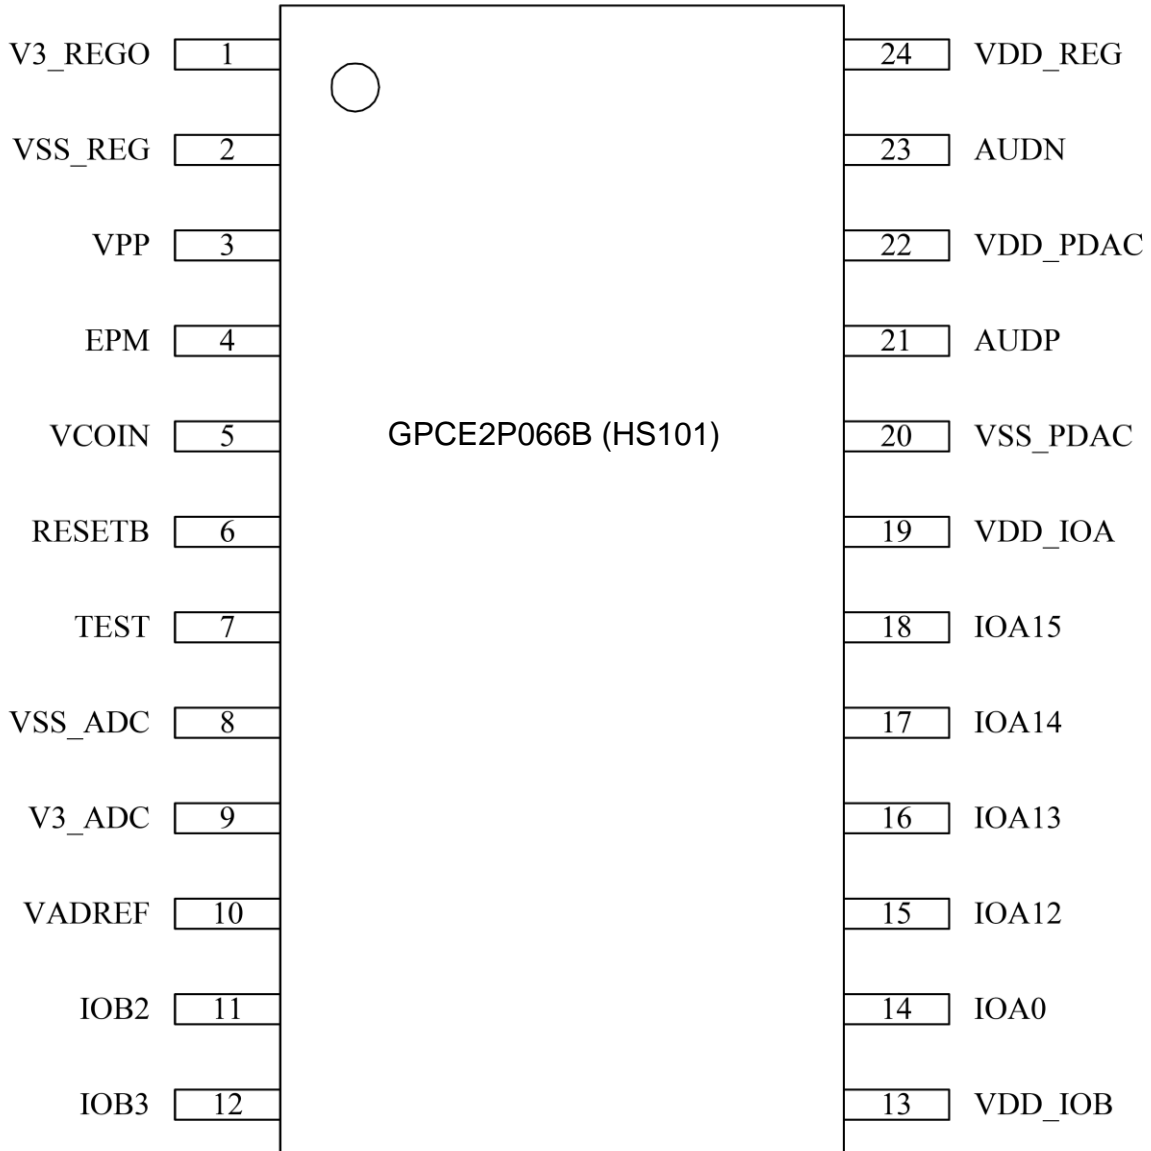 V3_REGO 1 24 VDD_REG
VSS_REG 2 23 AUDN
VPP 3 22 VDD_PDAC
EPM 4 21 AUDP
VCOIN 5 GPCE2P066B (HS101) 20 VSS_PDAC
RESETB 6 19 VDD_IOA
TEST 7 18 IOA15
VSS_ADC 8 17 IOA14
V3_ADC 9 16 IOA13
VADREF 10 15 IOA12
IOB2 11 14 IOA0
IOB3 12 13 VDD_IOB